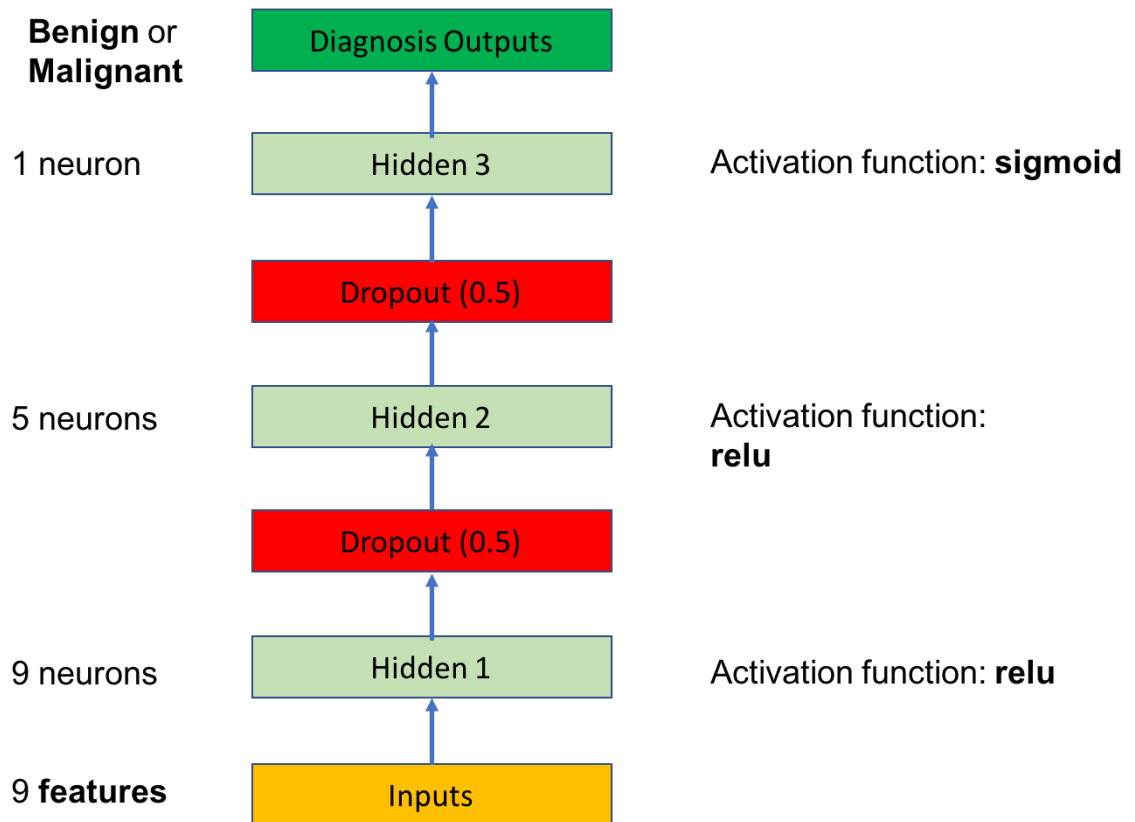 Benign or
Malignant
Diagnosis Outputs
1 neuron
Hidden 3
Activation function: sigmoid
Dropout (0.5)
5 neurons
Hidden 2
Activation function:
relu
Dropout (0.5)
9 neurons
Hidden 1
Activation function: relu
9 features
Inputs